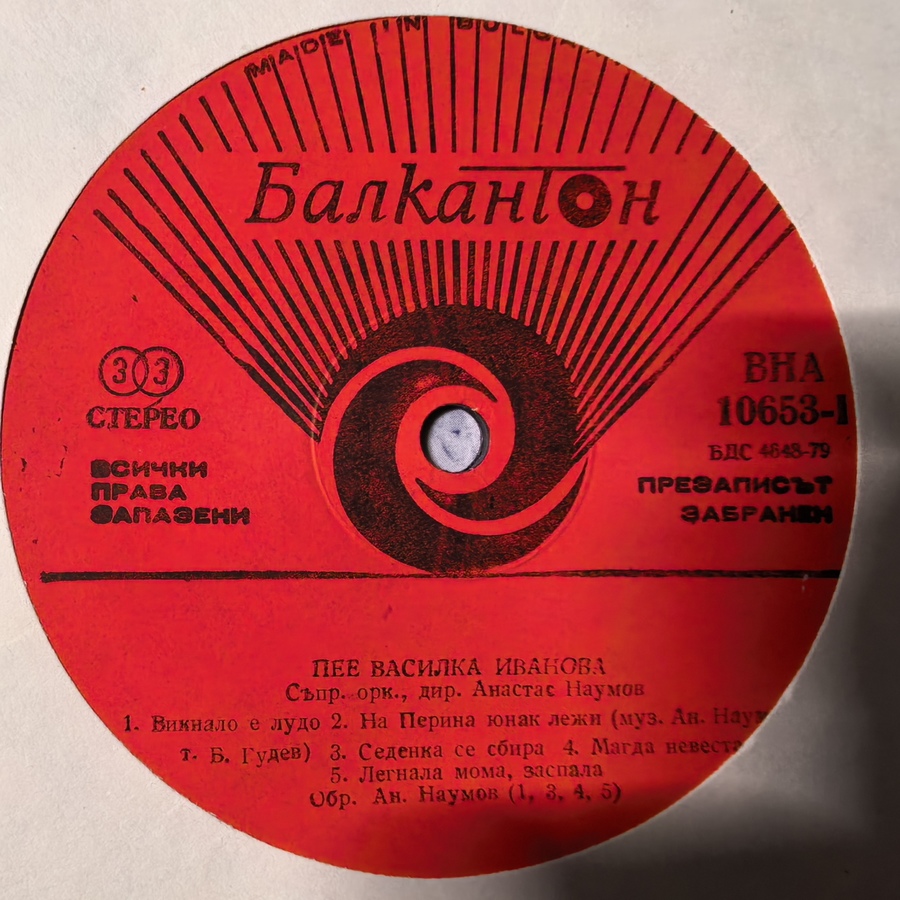 MADE IN
Балкантон
33
СТЕРЕО
ВСИЧКИ
ПРАВА
ЗАПАЗЕНИ
ВНА
10653-I
БДС 4648-79
ПРЕЗАПИСЪТ
ЗАБРАНЕН
ПЕЕ ВАСИЛКА ИВАНОВА
Съпр. орк., дир. Анастас Наумов
1. Викнало е лудо 2. На Перина юнак лежи (муз. Ан.
т. Б. Гудев) 3. Седенка се сбира 4. Магда невеста
5. Легнала мома, заспала
Обр. Ан. Наумов (1, 3, 4, 5)